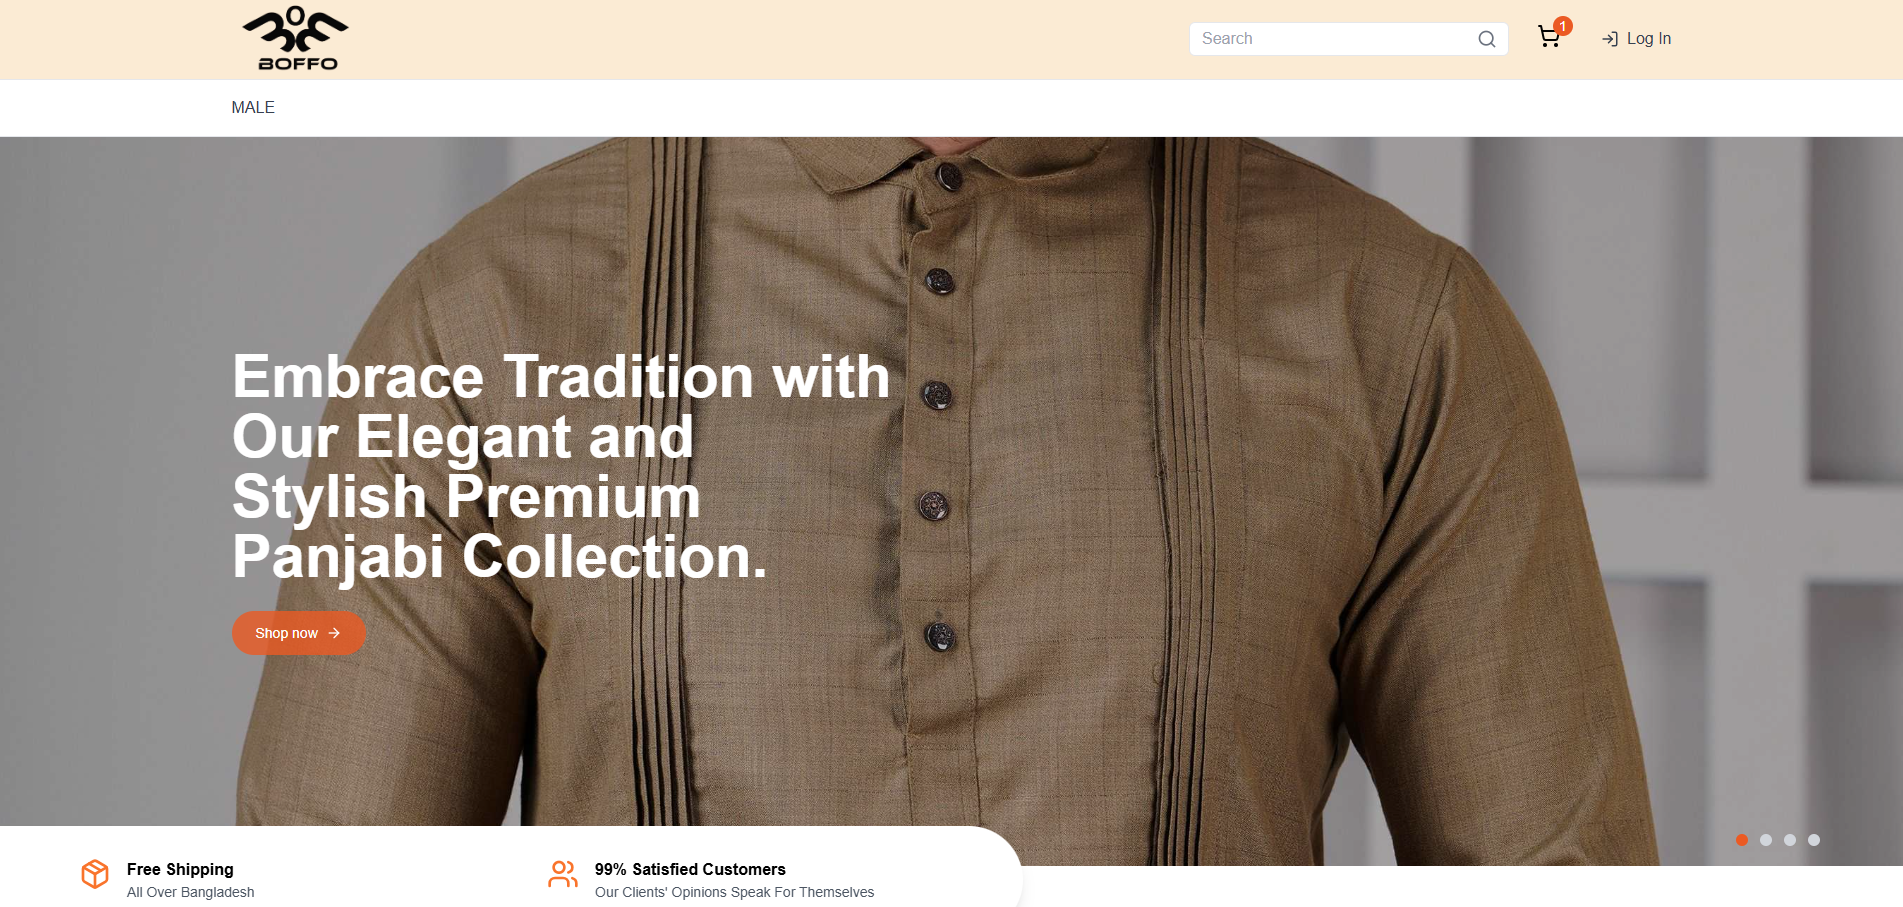 BOFFO
Search
1
Log In
MALE
Embrace Tradition with
Our Elegant and
Stylish Premium
Panjabi Collection.
Shop now
Free Shipping
All Over Bangladesh
99% Satisfied Customers
Our Clients' Opinions Speak For Themselves